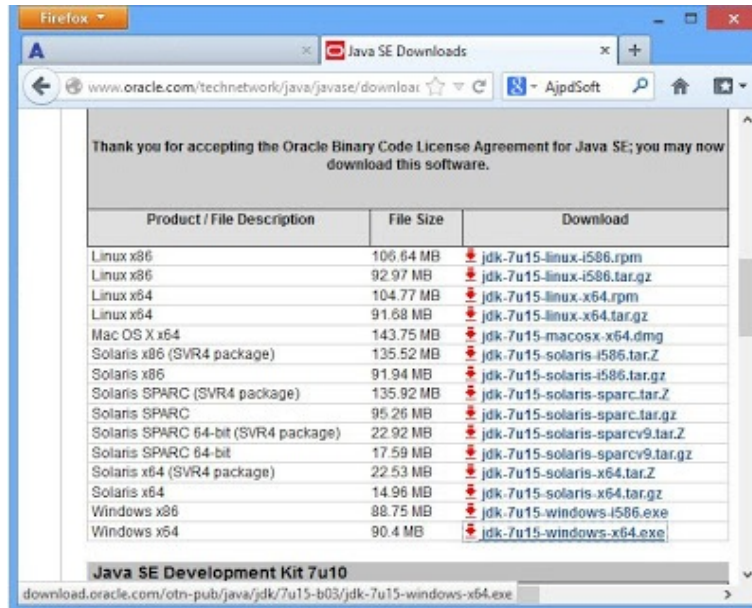 Firefox
Java SE Downloads
www.oracle.com/technetwork/java/javase/downloac
AjpdSoft
Thank you for accepting the Oracle Binary Code License Agreement for Java SE; you may now
download this software.
Product / File Description File Size Download
Linux x86 106.64 MB jdk-7u15-linux-i586.rpm
Linux x86 92.97 MB jdk-7u15-linux-i586.tar.gz
Linux x64 104.77 MB jdk-7u15-linux-x64.rpm
Linux x64 91.68 MB jdk-7u15-linux-x64.tar.gz
Mac OS X x64 143.75 MB jdk-7u15-macosx-x64.dmg
Solaris x86 (SVR4 package) 135.52 MB jdk-7u15-solaris-i586.tar.Z
Solaris x86 91.94 MB jdk-7u15-solaris-i586.tar.gz
Solaris SPARC (SVR4 package) 135.92 MB jdk-7u15-solaris-sparc.tar.Z
Solaris SPARC 95.26 MB jdk-7u15-solaris-sparc.tar.gz
Solaris SPARC 64-bit (SVR4 package) 22.92 MB jdk-7u15-solaris-sparcv9.tar.Z
Solaris SPARC 64-bit 17.59 MB jdk-7u15-solaris-sparcv9.tar.gz
Solaris x64 (SVR4 package) 22.53 MB jdk-7u15-solaris-x64.tar.Z
Solaris x64 14.96 MB jdk-7u15-solaris-x64.tar.gz
Windows x86 88.75 MB jdk-7u15-windows-i586.exe
Windows x64 90.4 MB jdk-7u15-windows-x64.exe
Java SE Development Kit 7u10
download.oracle.com/otn-pub/java/jdk/7u15-b03/jdk-7u15-windows-x64.exe